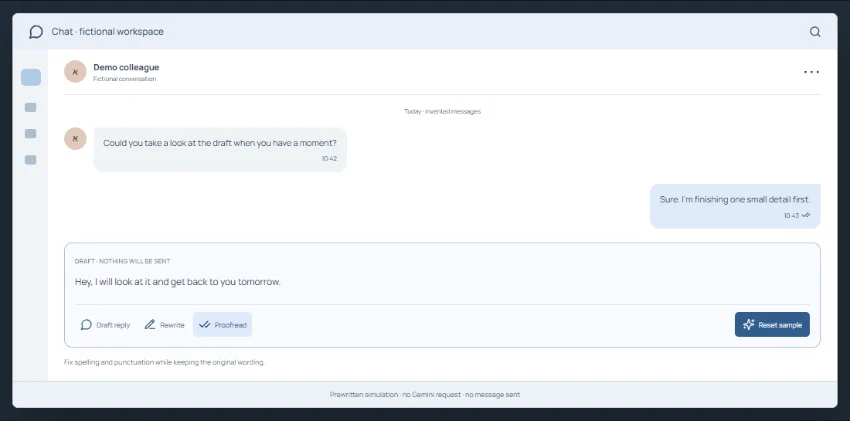 Chat · fictional workspace
Demo colleague
Fictional conversation
Today · Invented messages
Could you take a look at the draft when you have a moment?
10:42
Sure. I'm finishing one small detail first.
10:43
DRAFT · NOTHING WILL BE SENT
Hey, I will look at it and get back to you tomorrow.
Draft reply
Rewrite
Proofread
Reset sample
Fix spelling and punctuation while keeping the original wording.
Prewritten simulation · no Gemini request · no message sent